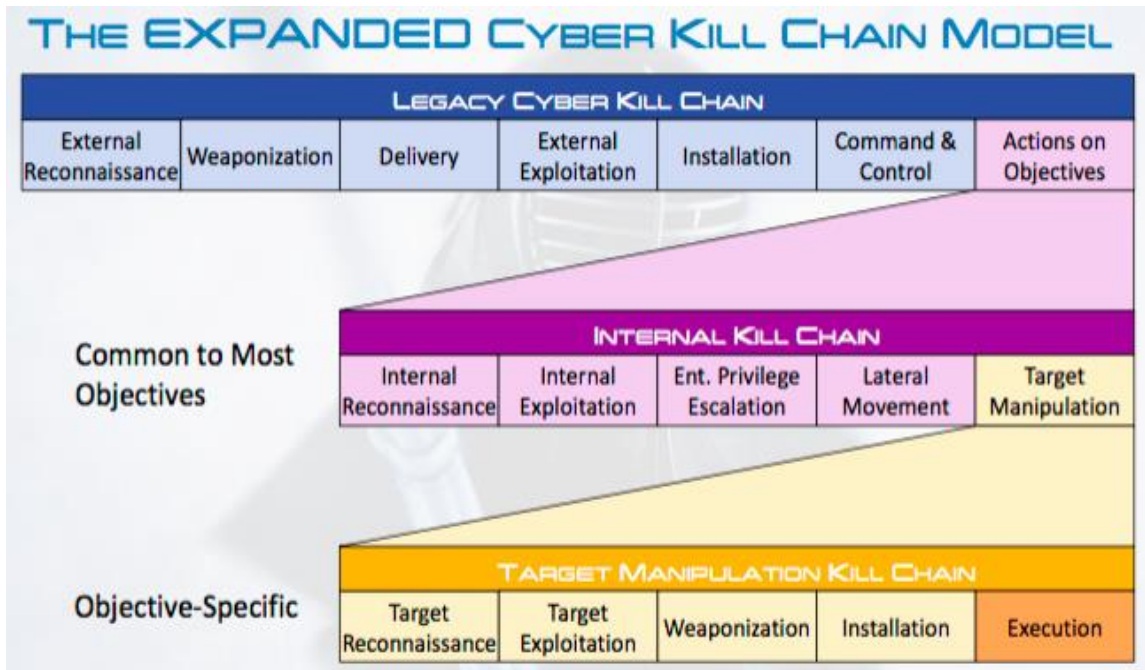 THE EXPANDED CYBER KILL CHAIN MODEL
LEGACY CYBER KILL CHAIN
External
Reconnaissance
Weaponization
Delivery
External
Exploitation
Installation
Command &
Control
Actions on
Objectives
Common to Most
Objectives
INTERNAL KILL CHAIN
Internal
Reconnaissance
Internal
Exploitation
Ent. Privilege
Escalation
Lateral
Movement
Target
Manipulation
Objective-Specific
TARGET MANIPULATION KILL CHAIN
Target
Reconnaissance
Target
Exploitation
Weaponization
Installation
Execution